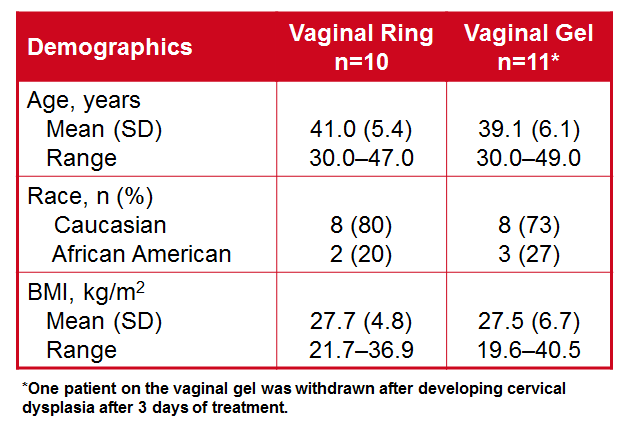 Demographics Vaginal Ring n=10 Vaginal Gel n=11*
Age, years
Mean (SD) 41.0 (5.4) 39.1 (6.1)
Range 30.0–47.0 30.0–49.0
Race, n (%)
Caucasian 8 (80) 8 (73)
African American 2 (20) 3 (27)
BMI, kg/m²
Mean (SD) 27.7 (4.8) 27.5 (6.7)
Range 21.7–36.9 19.6–40.5
*One patient on the vaginal gel was withdrawn after developing cervical
dysplasia after 3 days of treatment.